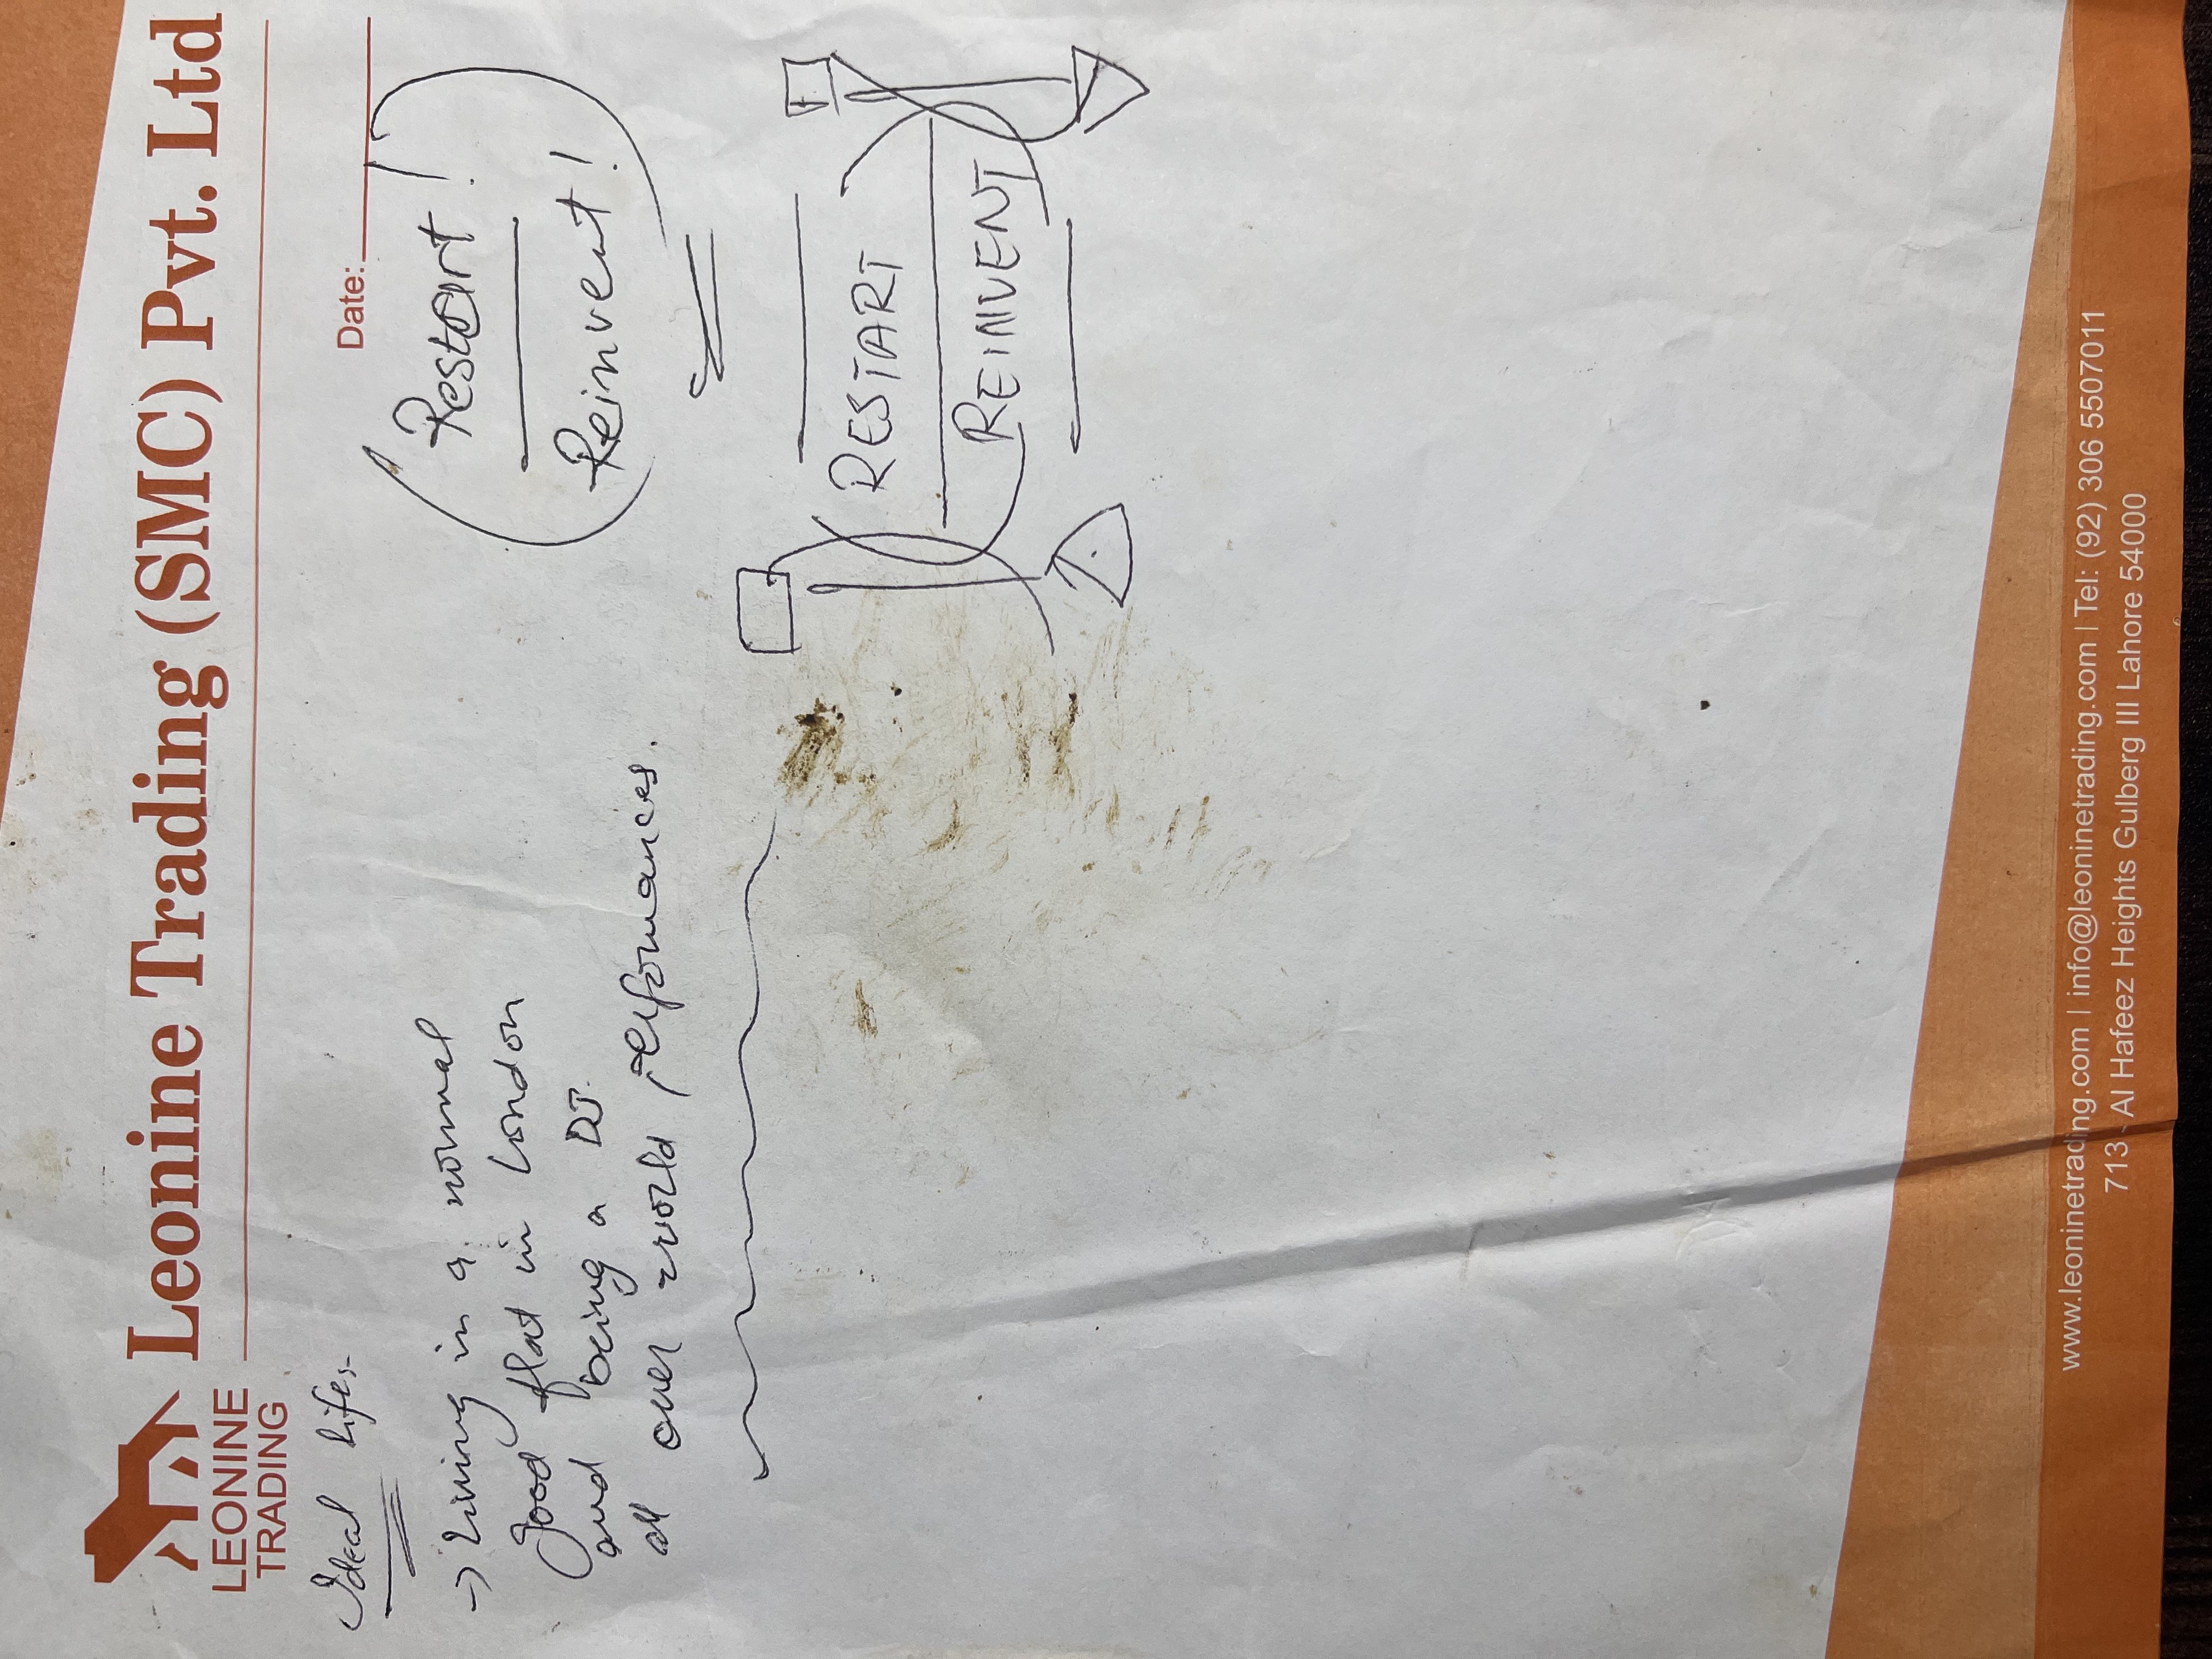 LEONINE
TRADING
Leonine Trading (SMC) Pvt. Ltd
Date:
Ideal life:-
→ Living in a normal
good flat in London
and being a DJ.
all over world performances.
Restart!
Reinvent!
RESTART
REINVENT
www.leoninetrading.com | info@leoninetrading.com | Tel: (92) 306 5507011
713 - Al Hafeez Heights Gulberg III Lahore 54000